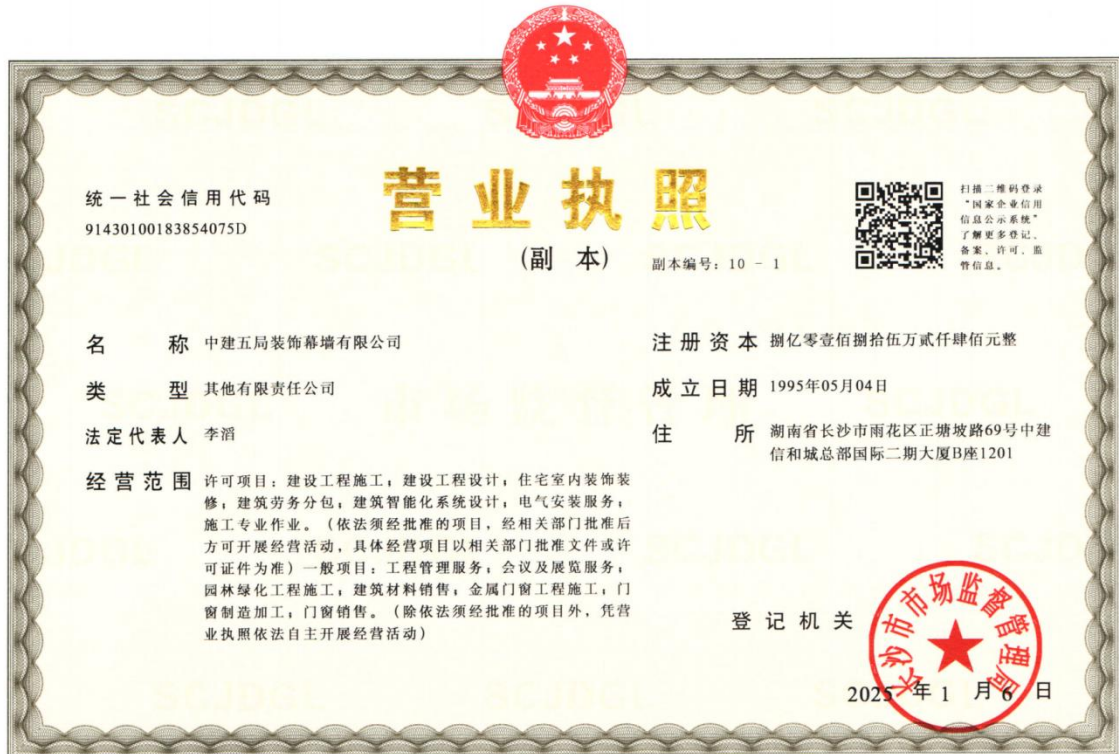 营业执照
(副 本)
副本编号：10 - 1
统一社会信用代码
91430100183854075D
扫描二维码登录
“国家企业信用
信息公示系统”
了解更多登记、
备案、许可、监
管信息。
名 称 中建五局装饰幕墙有限公司
类 型 其他有限责任公司
法定代表人 李滔
经营范围 许可项目：建设工程施工；建设工程设计；住宅室内装饰装
修；建筑劳务分包；建筑智能化系统设计；电气安装服务；
施工专业作业。（依法须经批准的项目，经相关部门批准后
方可开展经营活动，具体经营项目以相关部门批准文件或许
可证件为准）一般项目：工程管理服务；会议及展览服务；
园林绿化工程施工；建筑材料销售；金属门窗工程施工；门
窗制造加工；门窗销售。（除依法须经批准的项目外，凭营
业执照依法自主开展经营活动）
注册资本 捌亿零壹佰捌拾伍万贰仟肆佰元整
成立日期 1995年05月04日
住 所 湖南省长沙市雨花区正塘坡路69号中建
信和城总部国际二期大厦B座1201
登记机关
长沙市市场监督管理局
2025 年 1 月 6 日